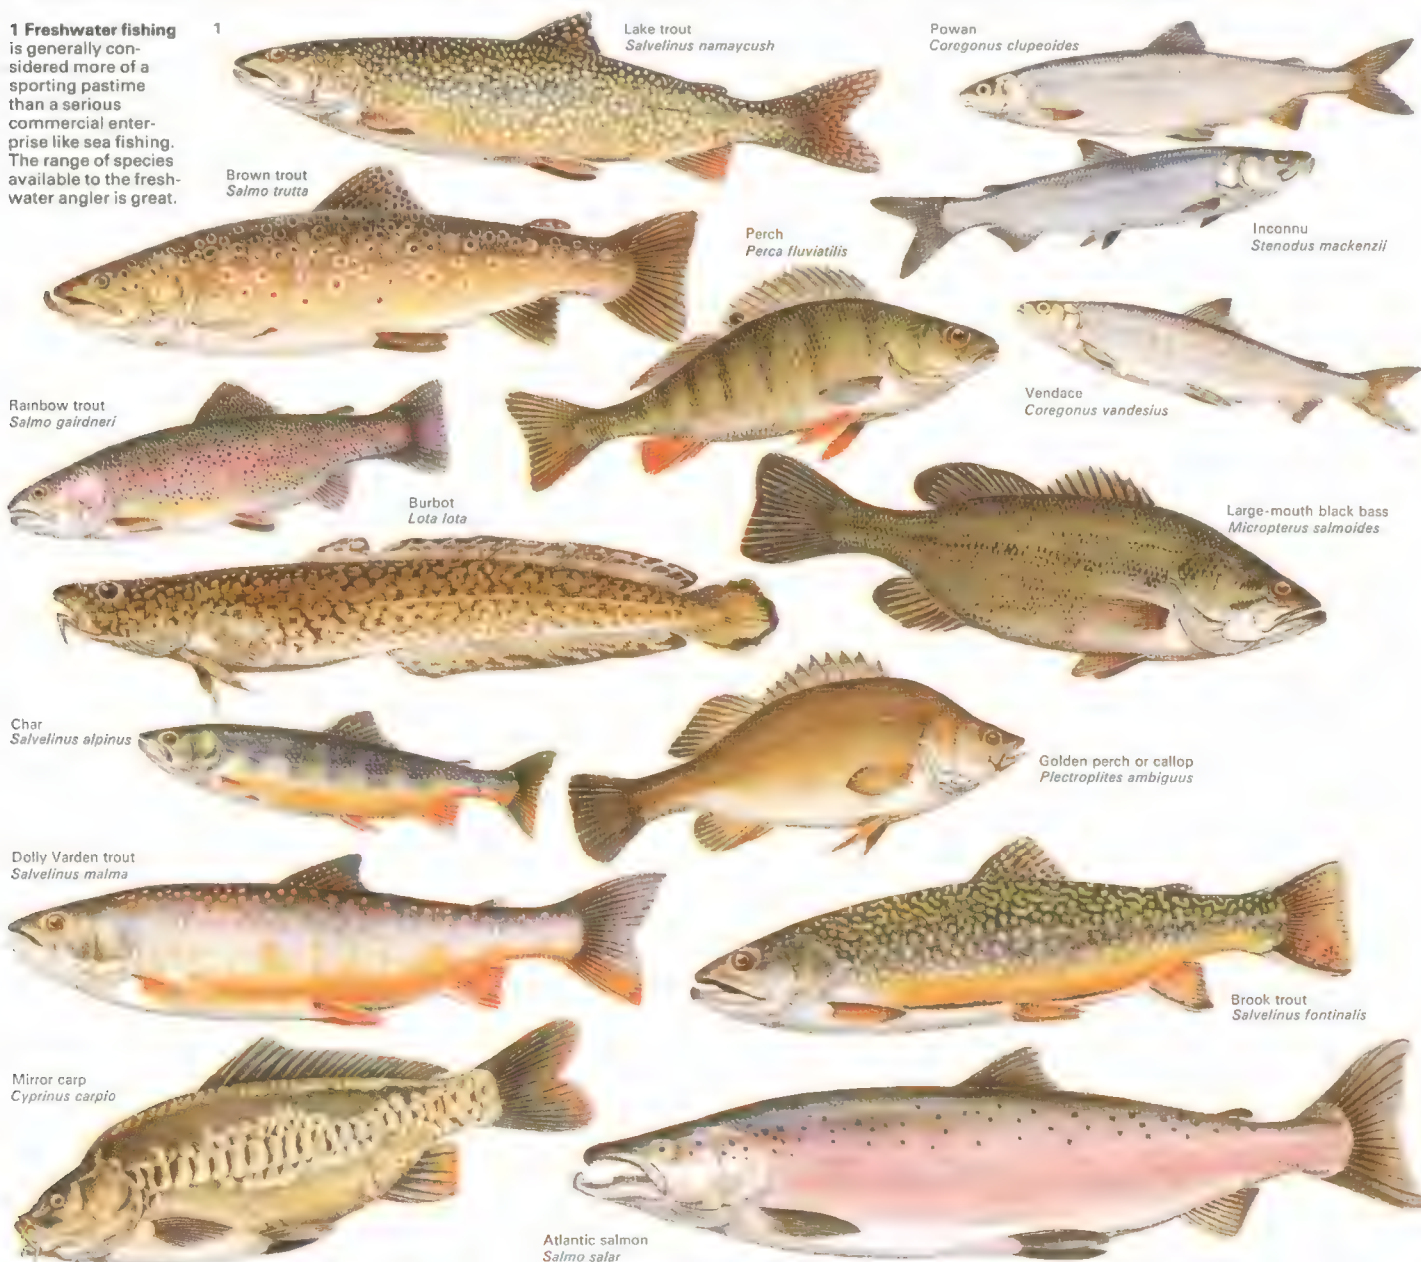 1 Freshwater fishing
is generally con-
sidered more of a
sporting pastime
than a serious
commercial enter-
prise like sea fishing.
The range of species
available to the fresh-
water angler is great.
1
Lake trout
Salvelinus namaycush
Powan
Coregonus clupeoides
Brown trout
Salmo trutta
Perch
Perca fluviatilis
Inconnu
Stenodus mackenzii
Rainbow trout
Salmo gairdneri
Vendace
Coregonus vandesius
Burbot
Lota lota
Large-mouth black bass
Micropterus salmoides
Char
Salvelinus alpinus
Golden perch or callop
Plectroplites ambiguus
Dolly Varden trout
Salvelinus malma
Brook trout
Salvelinus fontinalis
Mirror carp
Cyprinus carpio
Atlantic salmon
Salmo salar